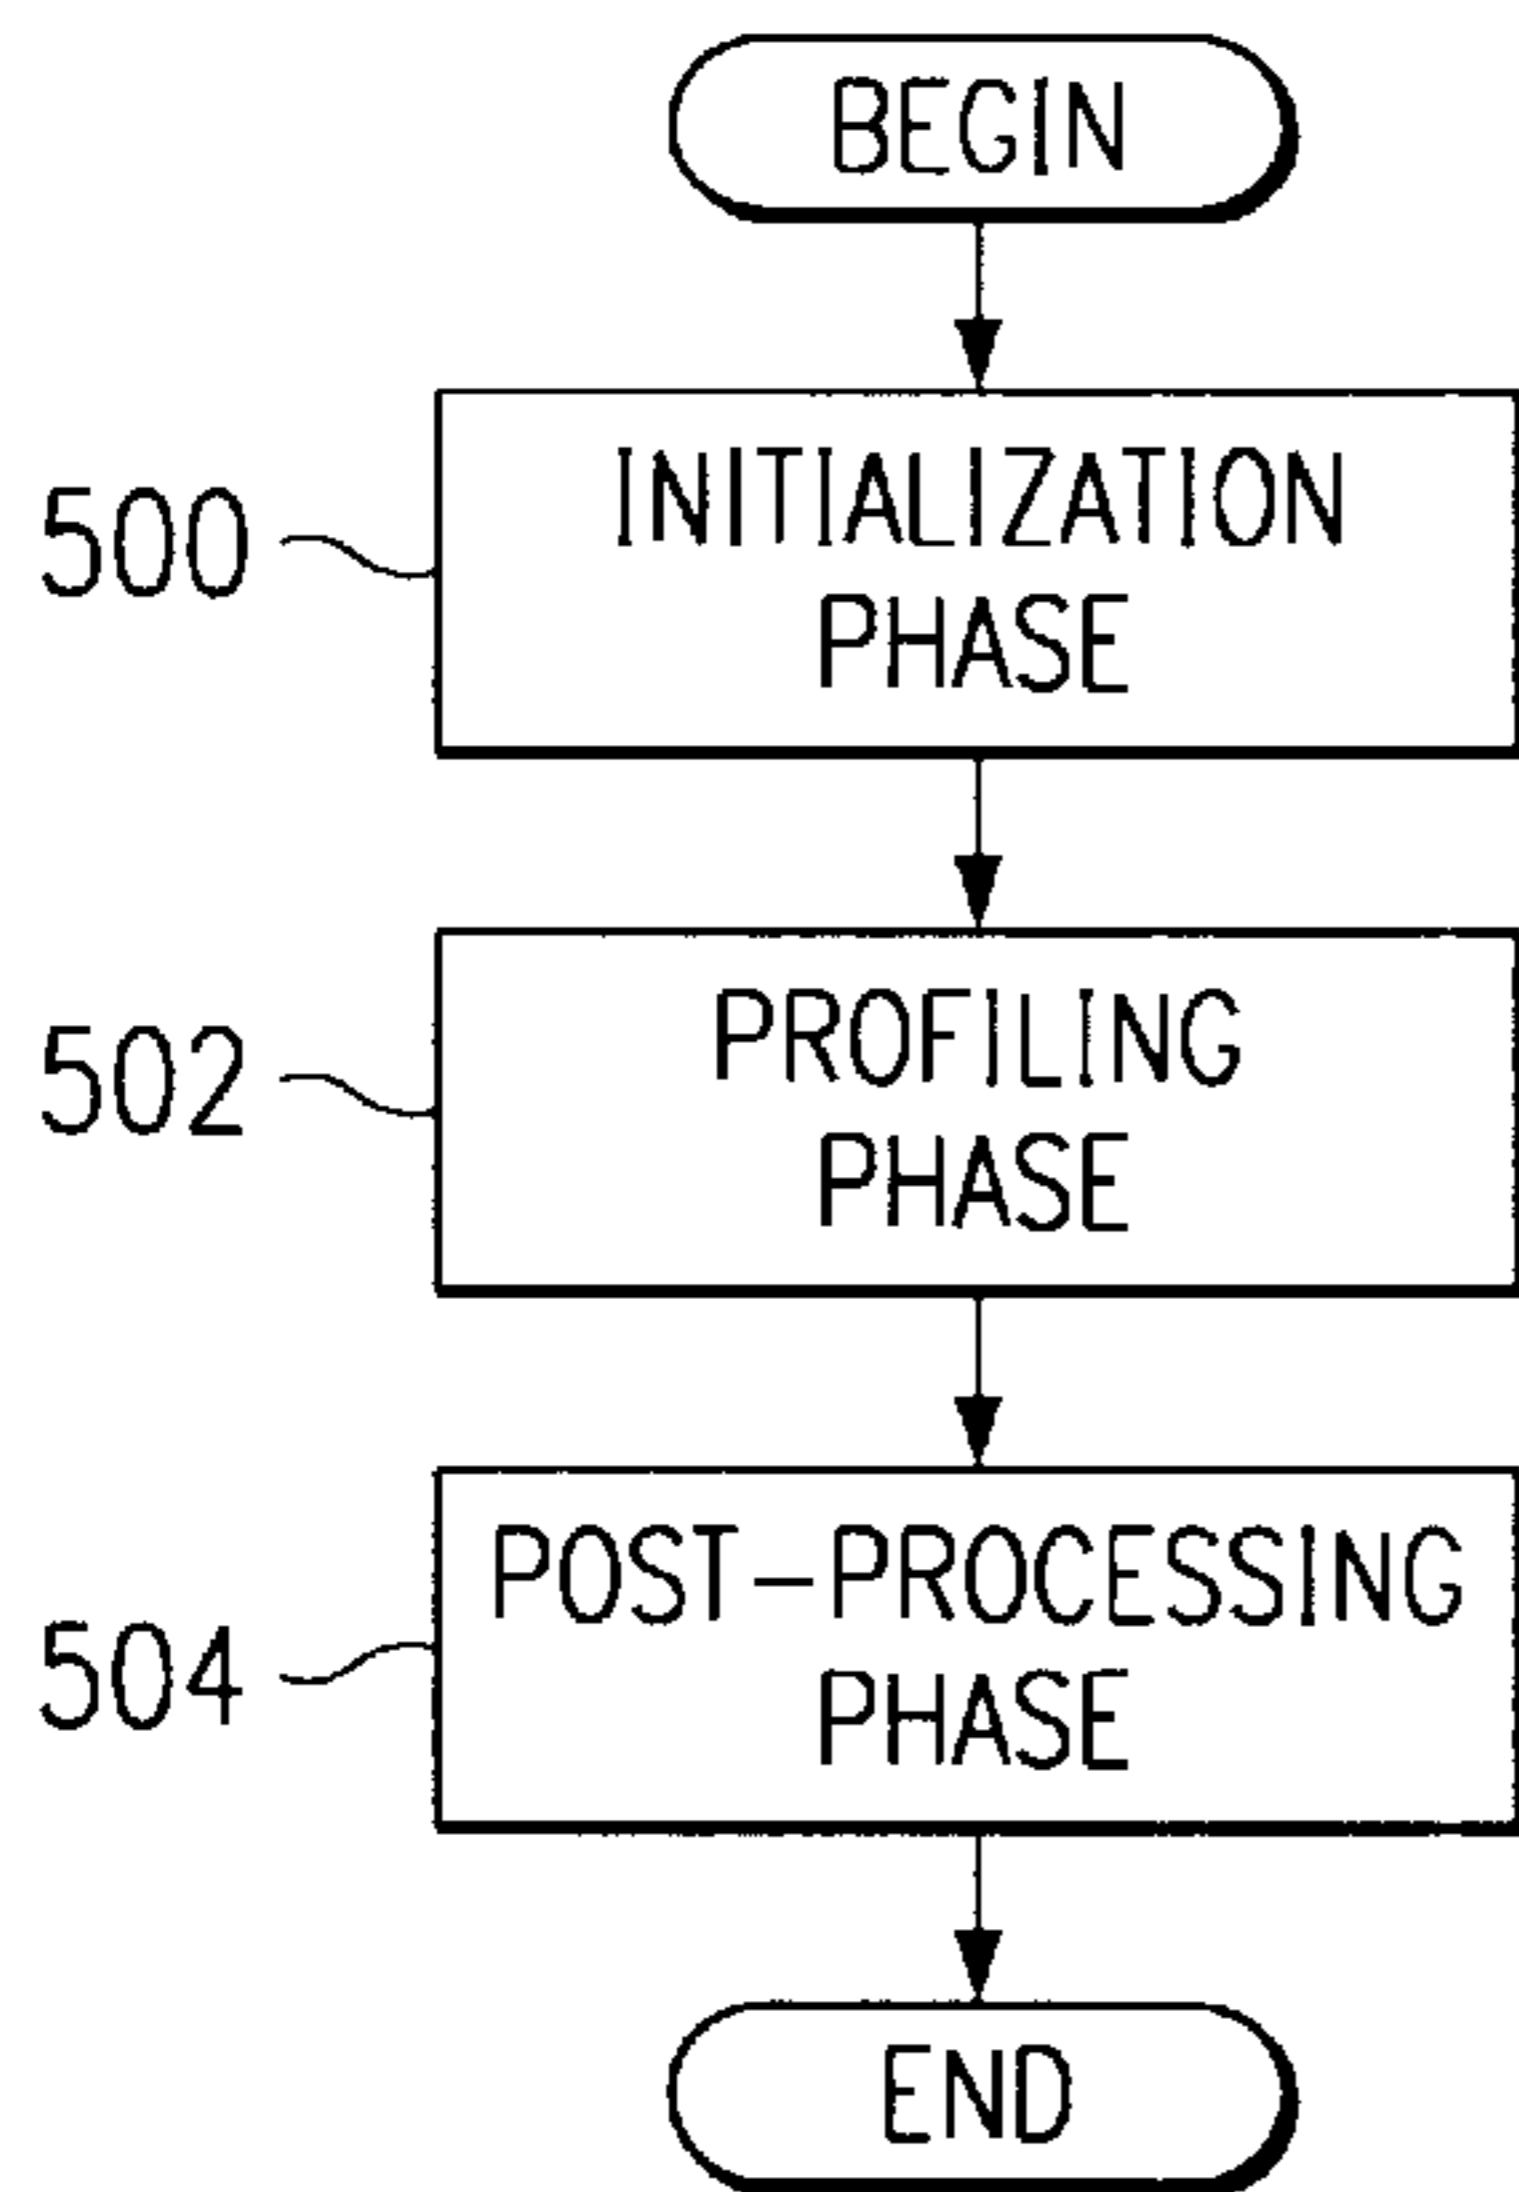 BEGIN
500
INITIALIZATION
PHASE
502
PROFILING
PHASE
504
POST-PROCESSING
PHASE
END